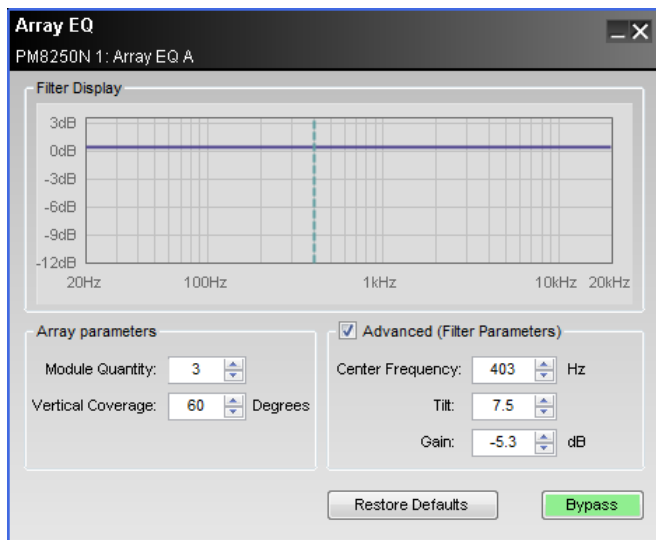 Array EQ
PM8250N 1: Array EQ A
Filter Display
3dB
0dB
-3dB
-6dB
-9dB
-12dB
20Hz 100Hz 1kHz 10kHz 20kHz
Array parameters
Module Quantity: 3
Vertical Coverage: 60 Degrees
Advanced (Filter Parameters)
Center Frequency: 403 Hz
Tilt: 7.5
Gain: -5.3 dB
Restore Defaults
Bypass